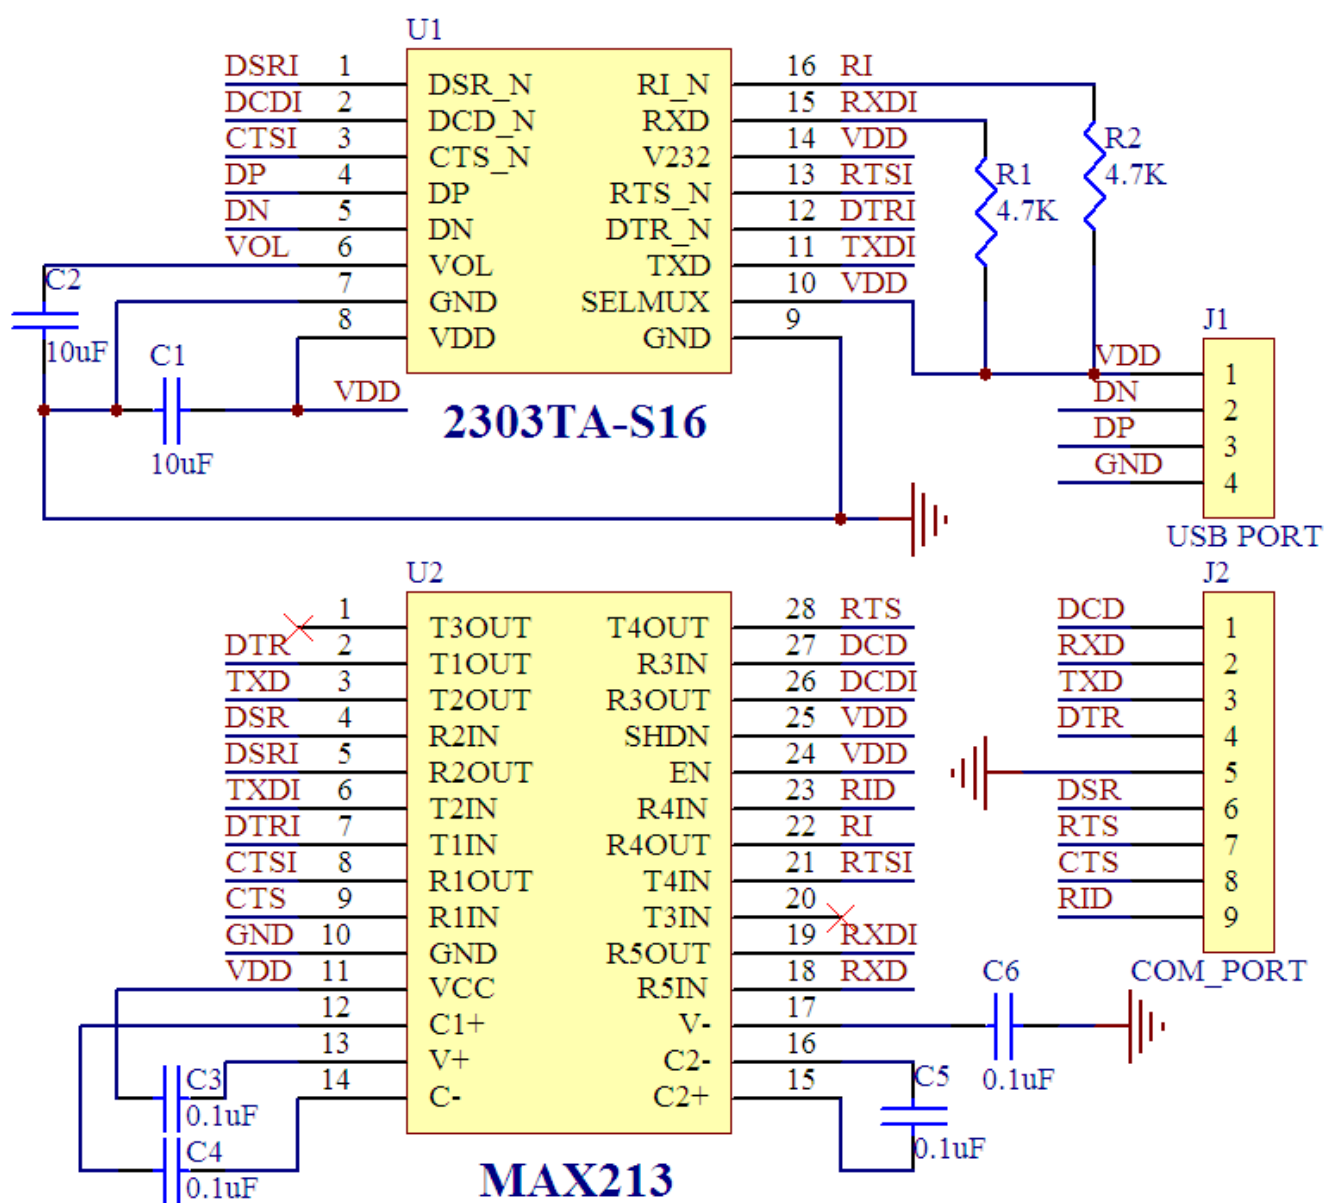 U1
DSRI 1 DSR_N RI_N 16 RI
DCDI 2 DCD_N RXD 15 RXDI
CTSI 3 CTS_N V232 14 VDD
DP 4 DP RTS_N 13 RTSI
DN 5 DN DTR_N 12 DTRI
VOL 6 VOL TXD 11 TXDI
7 GND SELMUX 10 VDD
8 VDD GND 9
R1
4.7K
R2
4.7K
C2
10uF
C1
10uF
VDD
2303TA-S16
J1
VDD 1
DN 2
DP 3
GND 4
USB PORT
U2
1 T3OUT T4OUT 28 RTS
DTR 2 T1OUT R3IN 27 DCD
TXD 3 T2OUT R3OUT 26 DCDI
DSR 4 R2IN SHDN 25 VDD
DSRI 5 R2OUT EN 24 VDD
TXDI 6 T2IN R4IN 23 RID
DTRI 7 T1IN R4OUT 22 RI
CTSI 8 R1OUT T4IN 21 RTSI
CTS 9 R1IN T3IN 20
GND 10 GND R5OUT 19 RXDI
VDD 11 VCC R5IN 18 RXD
12 C1+ V- 17
13 V+ C2- 16
14 C- C2+ 15
C3
0.1uF
C4
0.1uF
C5
0.1uF
C6
0.1uF
MAX213
J2
DCD 1
RXD 2
TXD 3
DTR 4
5
DSR 6
RTS 7
CTS 8
RID 9
COM_PORT